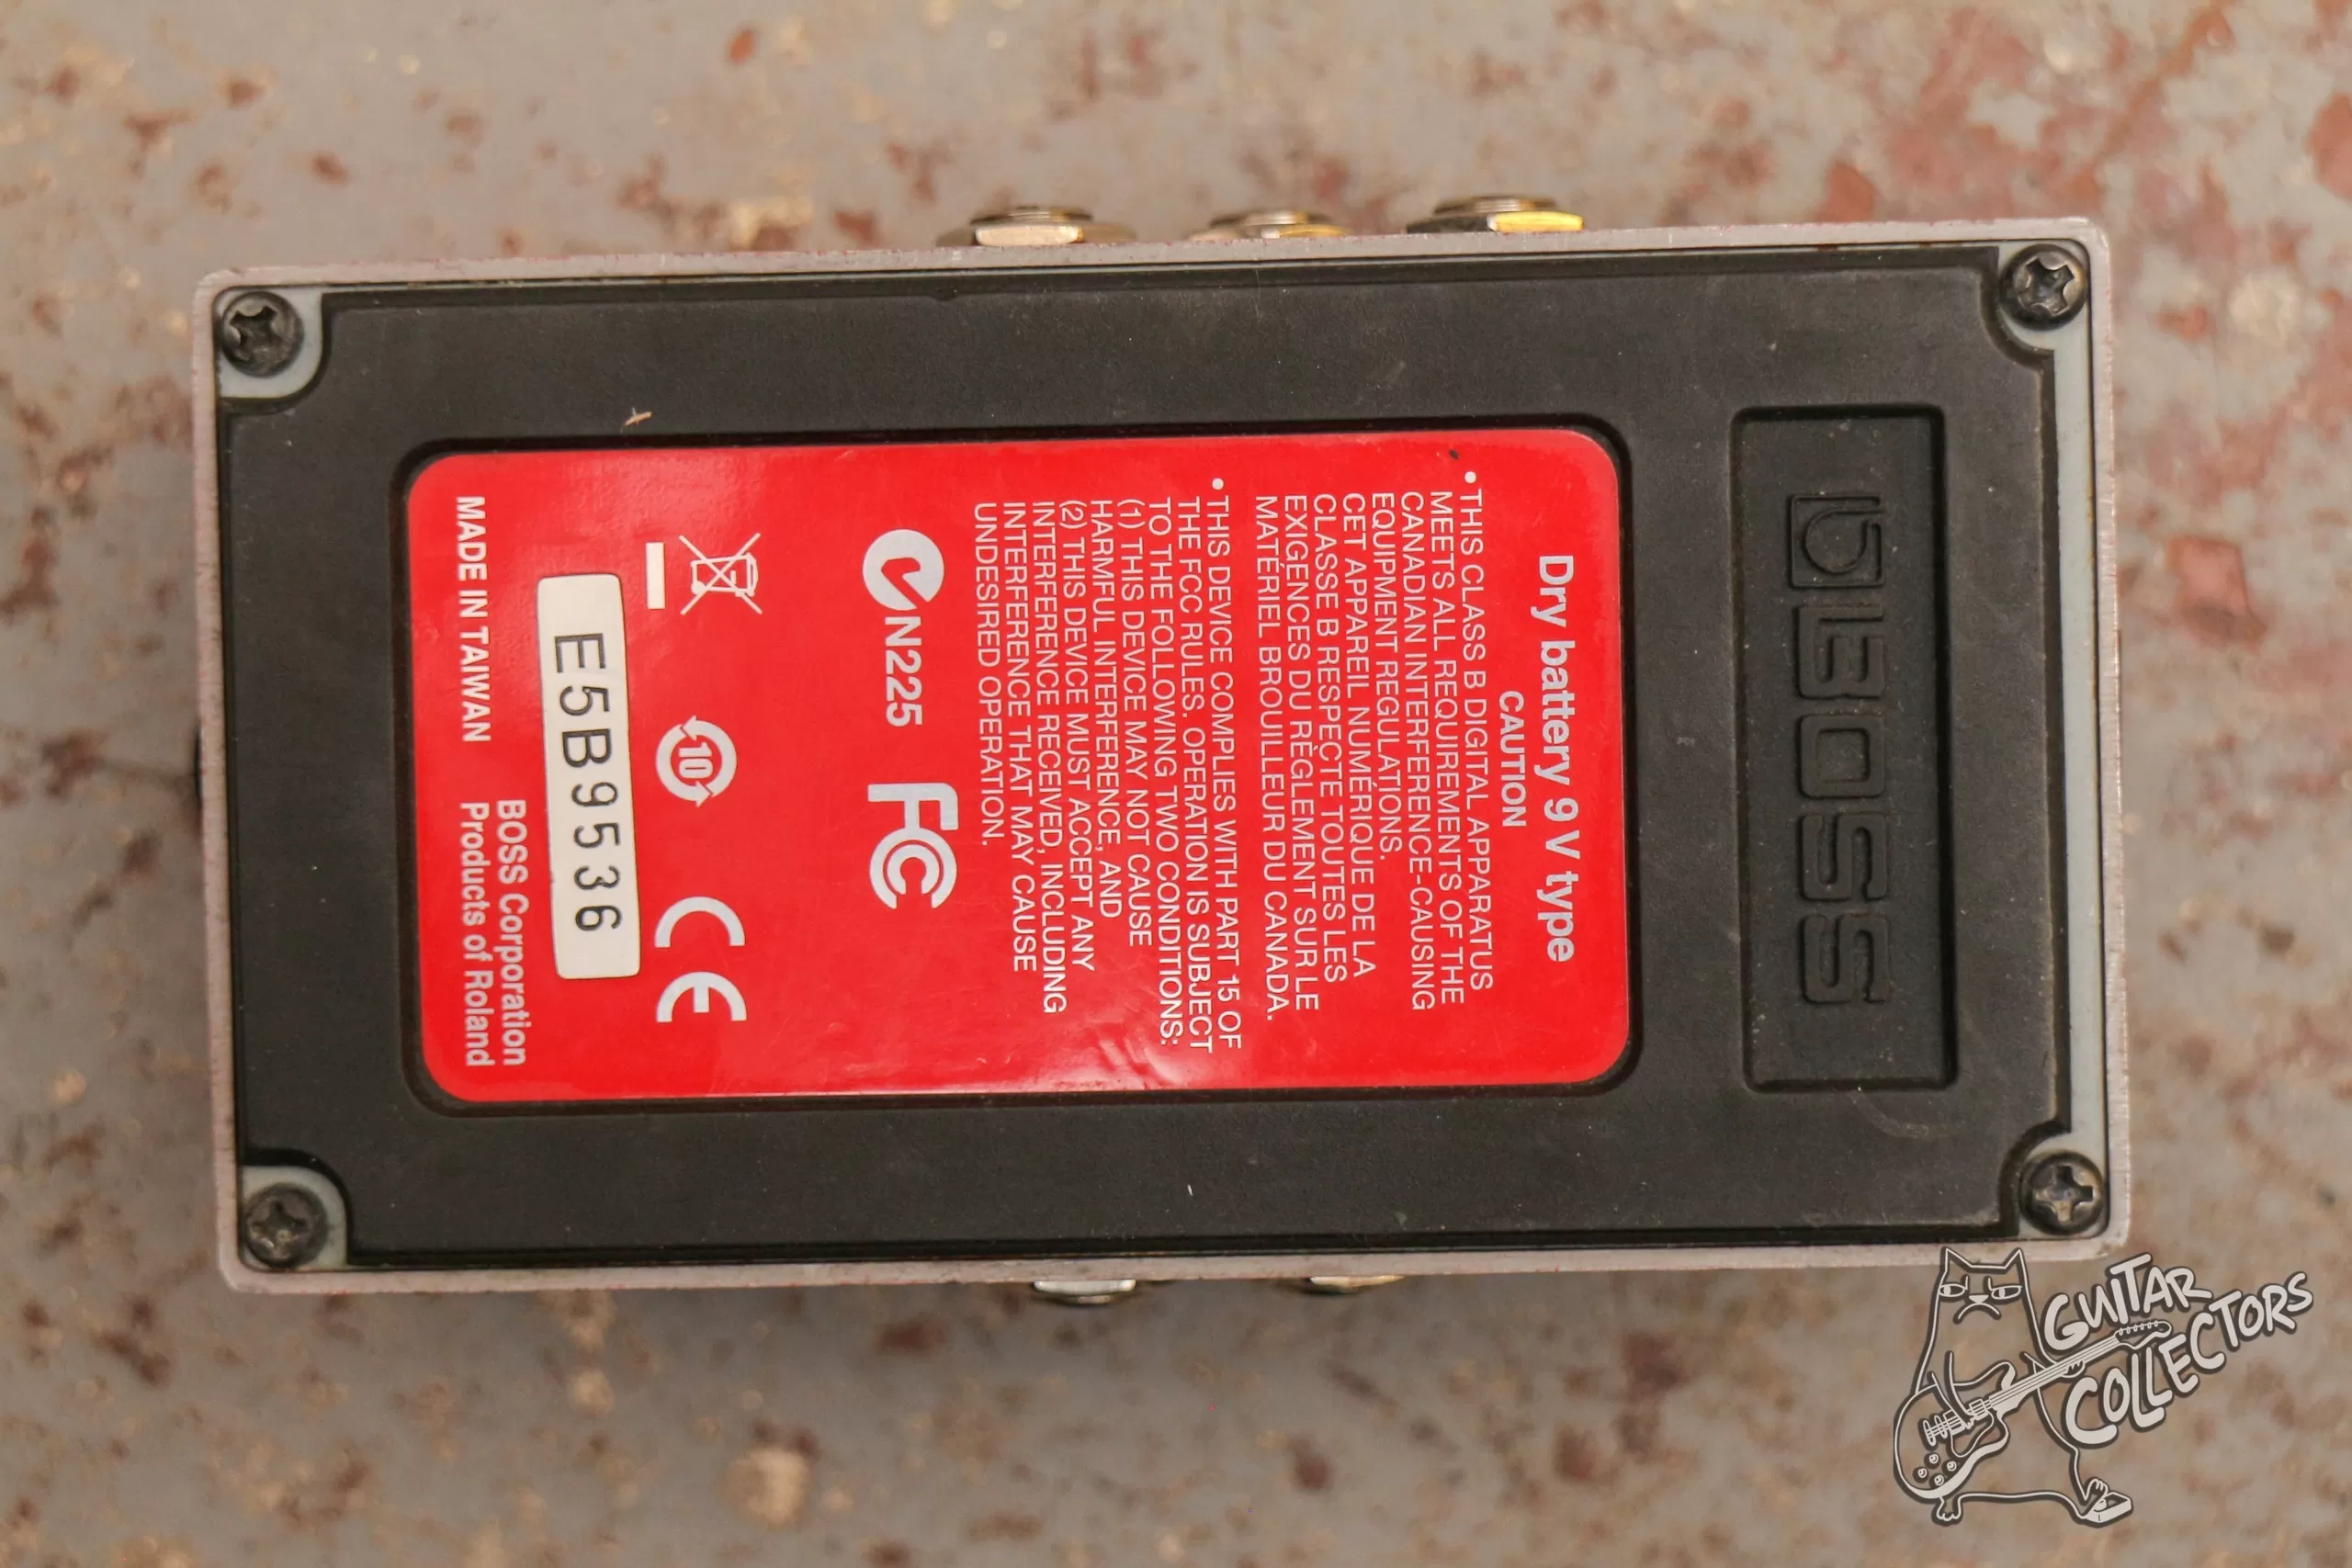 BOSS
Dry battery 9 V type
CAUTION
• THIS CLASS B DIGITAL APPARATUS
MEETS ALL REQUIREMENTS OF THE
CANADIAN INTERFERENCE-CAUSING
EQUIPMENT REGULATIONS.
CET APPAREIL NUMÉRIQUE DE LA
CLASSE B RESPECTE TOUTES LES
EXIGENCES DU RÈGLEMENT SUR LE
MATÉRIEL BROUILLEUR DU CANADA.
• THIS DEVICE COMPLIES WITH PART 15 OF
THE FCC RULES. OPERATION IS SUBJECT
TO THE FOLLOWING TWO CONDITIONS:
(1) THIS DEVICE MAY NOT CAUSE
HARMFUL INTERFERENCE, AND
(2) THIS DEVICE MUST ACCEPT ANY
INTERFERENCE RECEIVED, INCLUDING
INTERFERENCE THAT MAY CAUSE
UNDESIRED OPERATION.
N225 FC
10 CE
E5B9536
BOSS Corporation
MADE IN TAIWAN Products of Roland
GUITAR
COLLECTORS